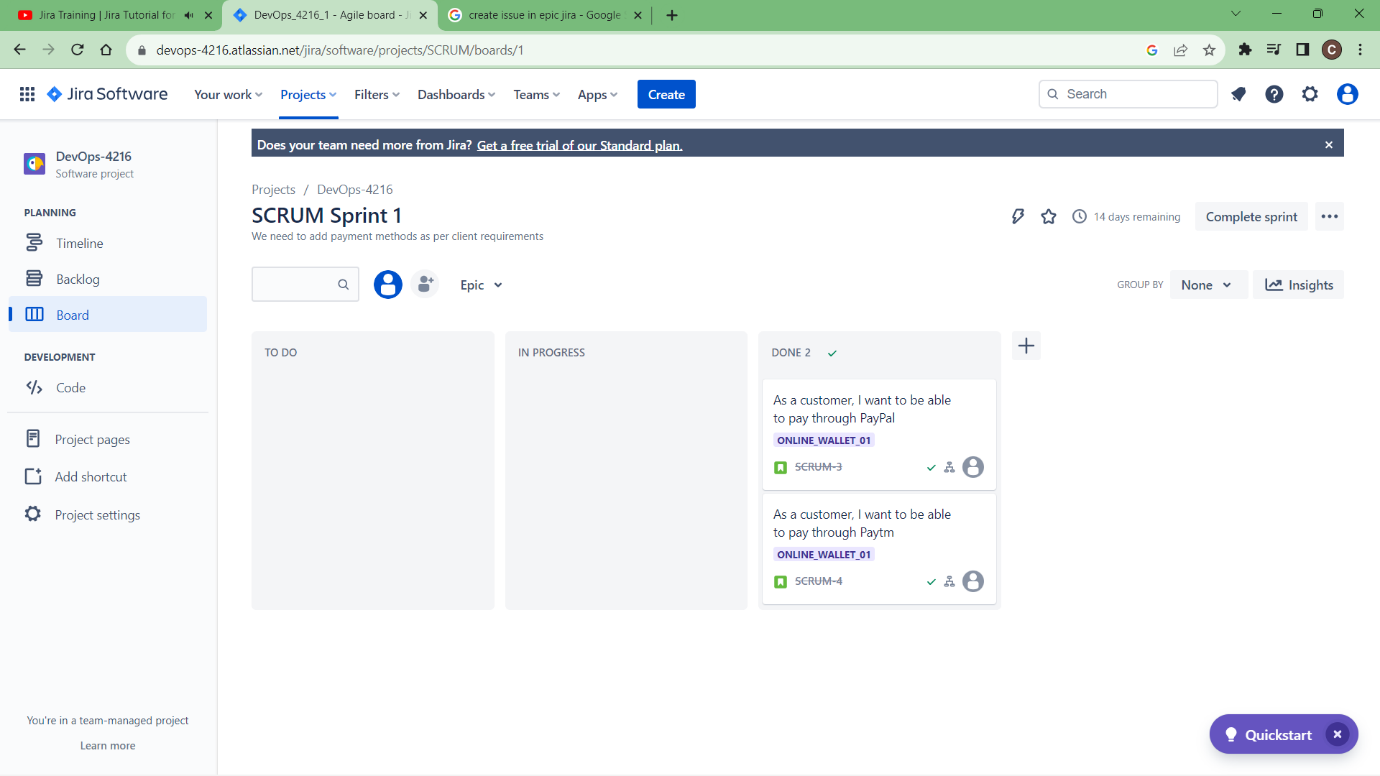 Jira Training | Jira Tutorial for
DevOps_4216_1 - Agile board - J
create issue in epic jira - Google
devops-4216.atlassian.net/jira/software/projects/SCRUM/boards/1
C
Jira Software
Your work
Projects
Filters
Dashboards
Teams
Apps
Create
Search
DevOps-4216
Software project
PLANNING
Timeline
Backlog
Board
DEVELOPMENT
Code
Project pages
Add shortcut
Project settings
You're in a team-managed project
Learn more
Does your team need more from Jira? Get a free trial of our Standard plan.
Projects / DevOps-4216
SCRUM Sprint 1
We need to add payment methods as per client requirements
14 days remaining
Complete sprint
Epic
GROUP BY
None
Insights
TO DO
IN PROGRESS
DONE 2
As a customer, I want to be able
to pay through PayPal
ONLINE_WALLET_01
SCRUM-3
As a customer, I want to be able
to pay through Paytm
ONLINE_WALLET_01
SCRUM-4
Quickstart